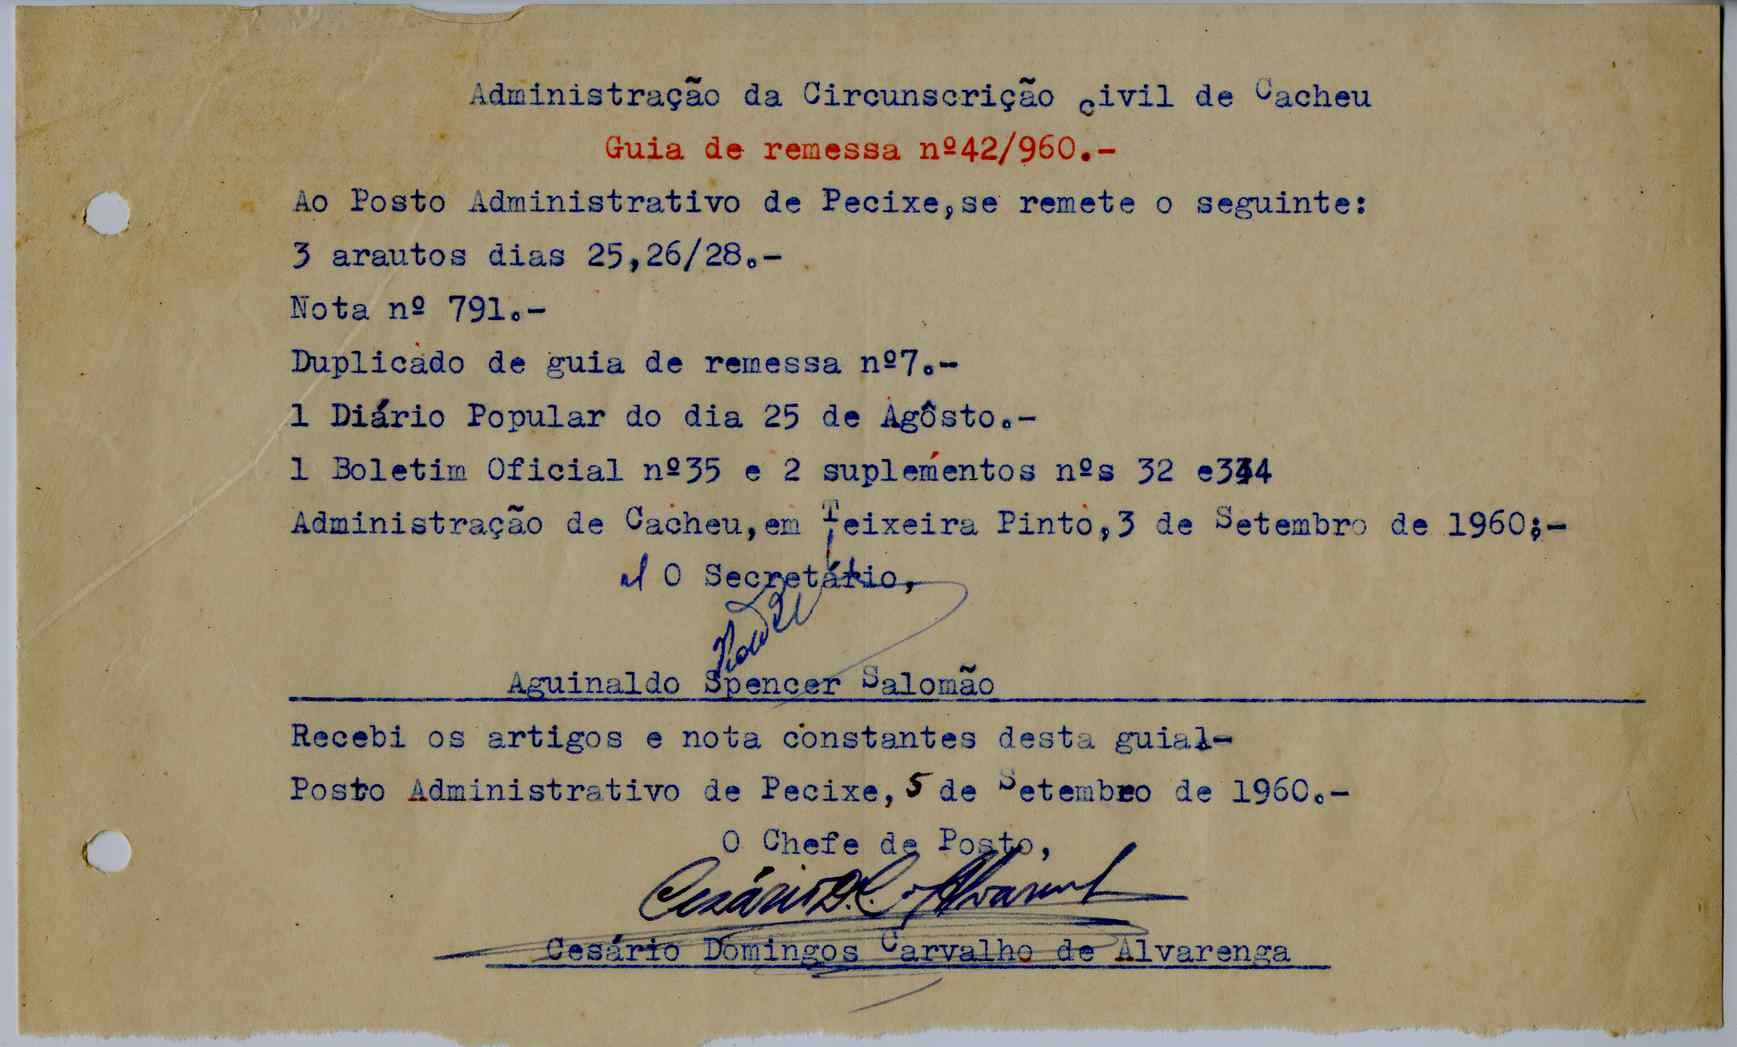 Administração da Circunscrição civil de Cacheu
Guia de remessa nº42/960.-
Ao Posto Administrativo de Pecixe,se remete o seguinte:
3 arautos dias 25,26/28.-
Nota nº 791.-
Duplicado de guia de remessa nº7.-
1 Diário Popular do dia 25 de Agôsto.-
1 Boletim Oficial nº35 e 2 suplementos nºs 32 e
Administração de Cacheu,em Teixeira Pinto,3 de Setembro de 1960;-
O Secretário,
Aguinaldo Spencer Salomão
Recebi os artigos e nota constantes desta guia
Posto Administrativo de Pecixe, 5 de Setembro de 1960.-
O Chefe de Posto,
Cesário D. C. Alvareng
Cesário Domingos Carvalho de Alvarenga